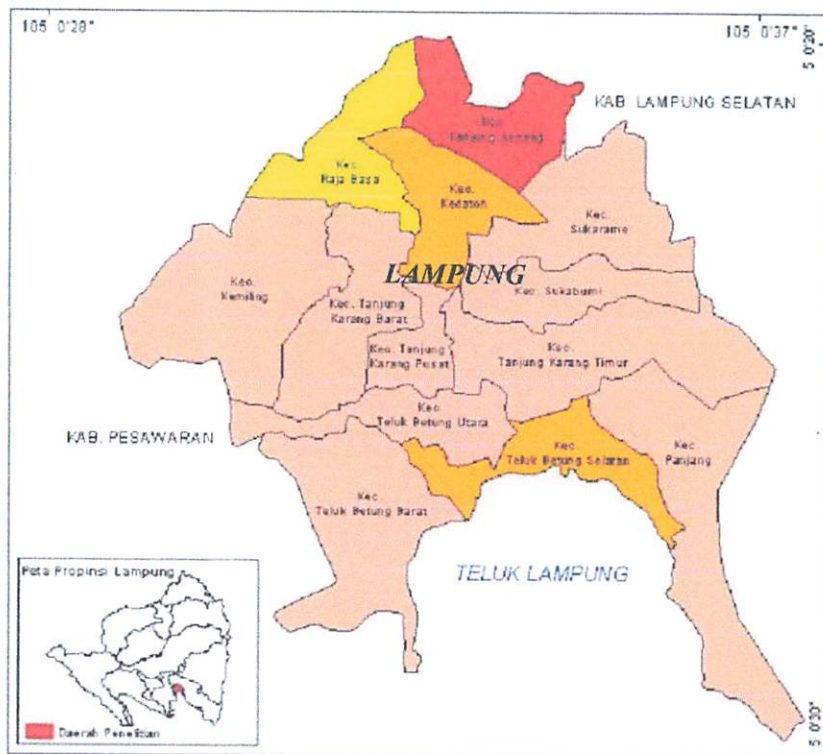 105 0'28"
105 0'37"
5 0'20"
KAB. LAMPUNG SELATAN
Kec.
Tanjung Seneng
Kec.
Raja Basa
Kec.
Kedaton
Kec.
Sukarame
LAMPUNG
Kec.
Kemiling
Kec. Sukabumi
Kec. Tanjung
Karang Barat
Kec. Tanjung
Karang Pusat
Kec.
Tanjung Karang Timur
Kec.
Teluk Betung Utara
KAB. PESAWARAN
Kec.
Teluk Betung Selatan
Kec.
Panjang
Kec.
Teluk Betung Barat
TELUK LAMPUNG
Peta Propinsi Lampung
Daerah Penelitian
5 0'30"